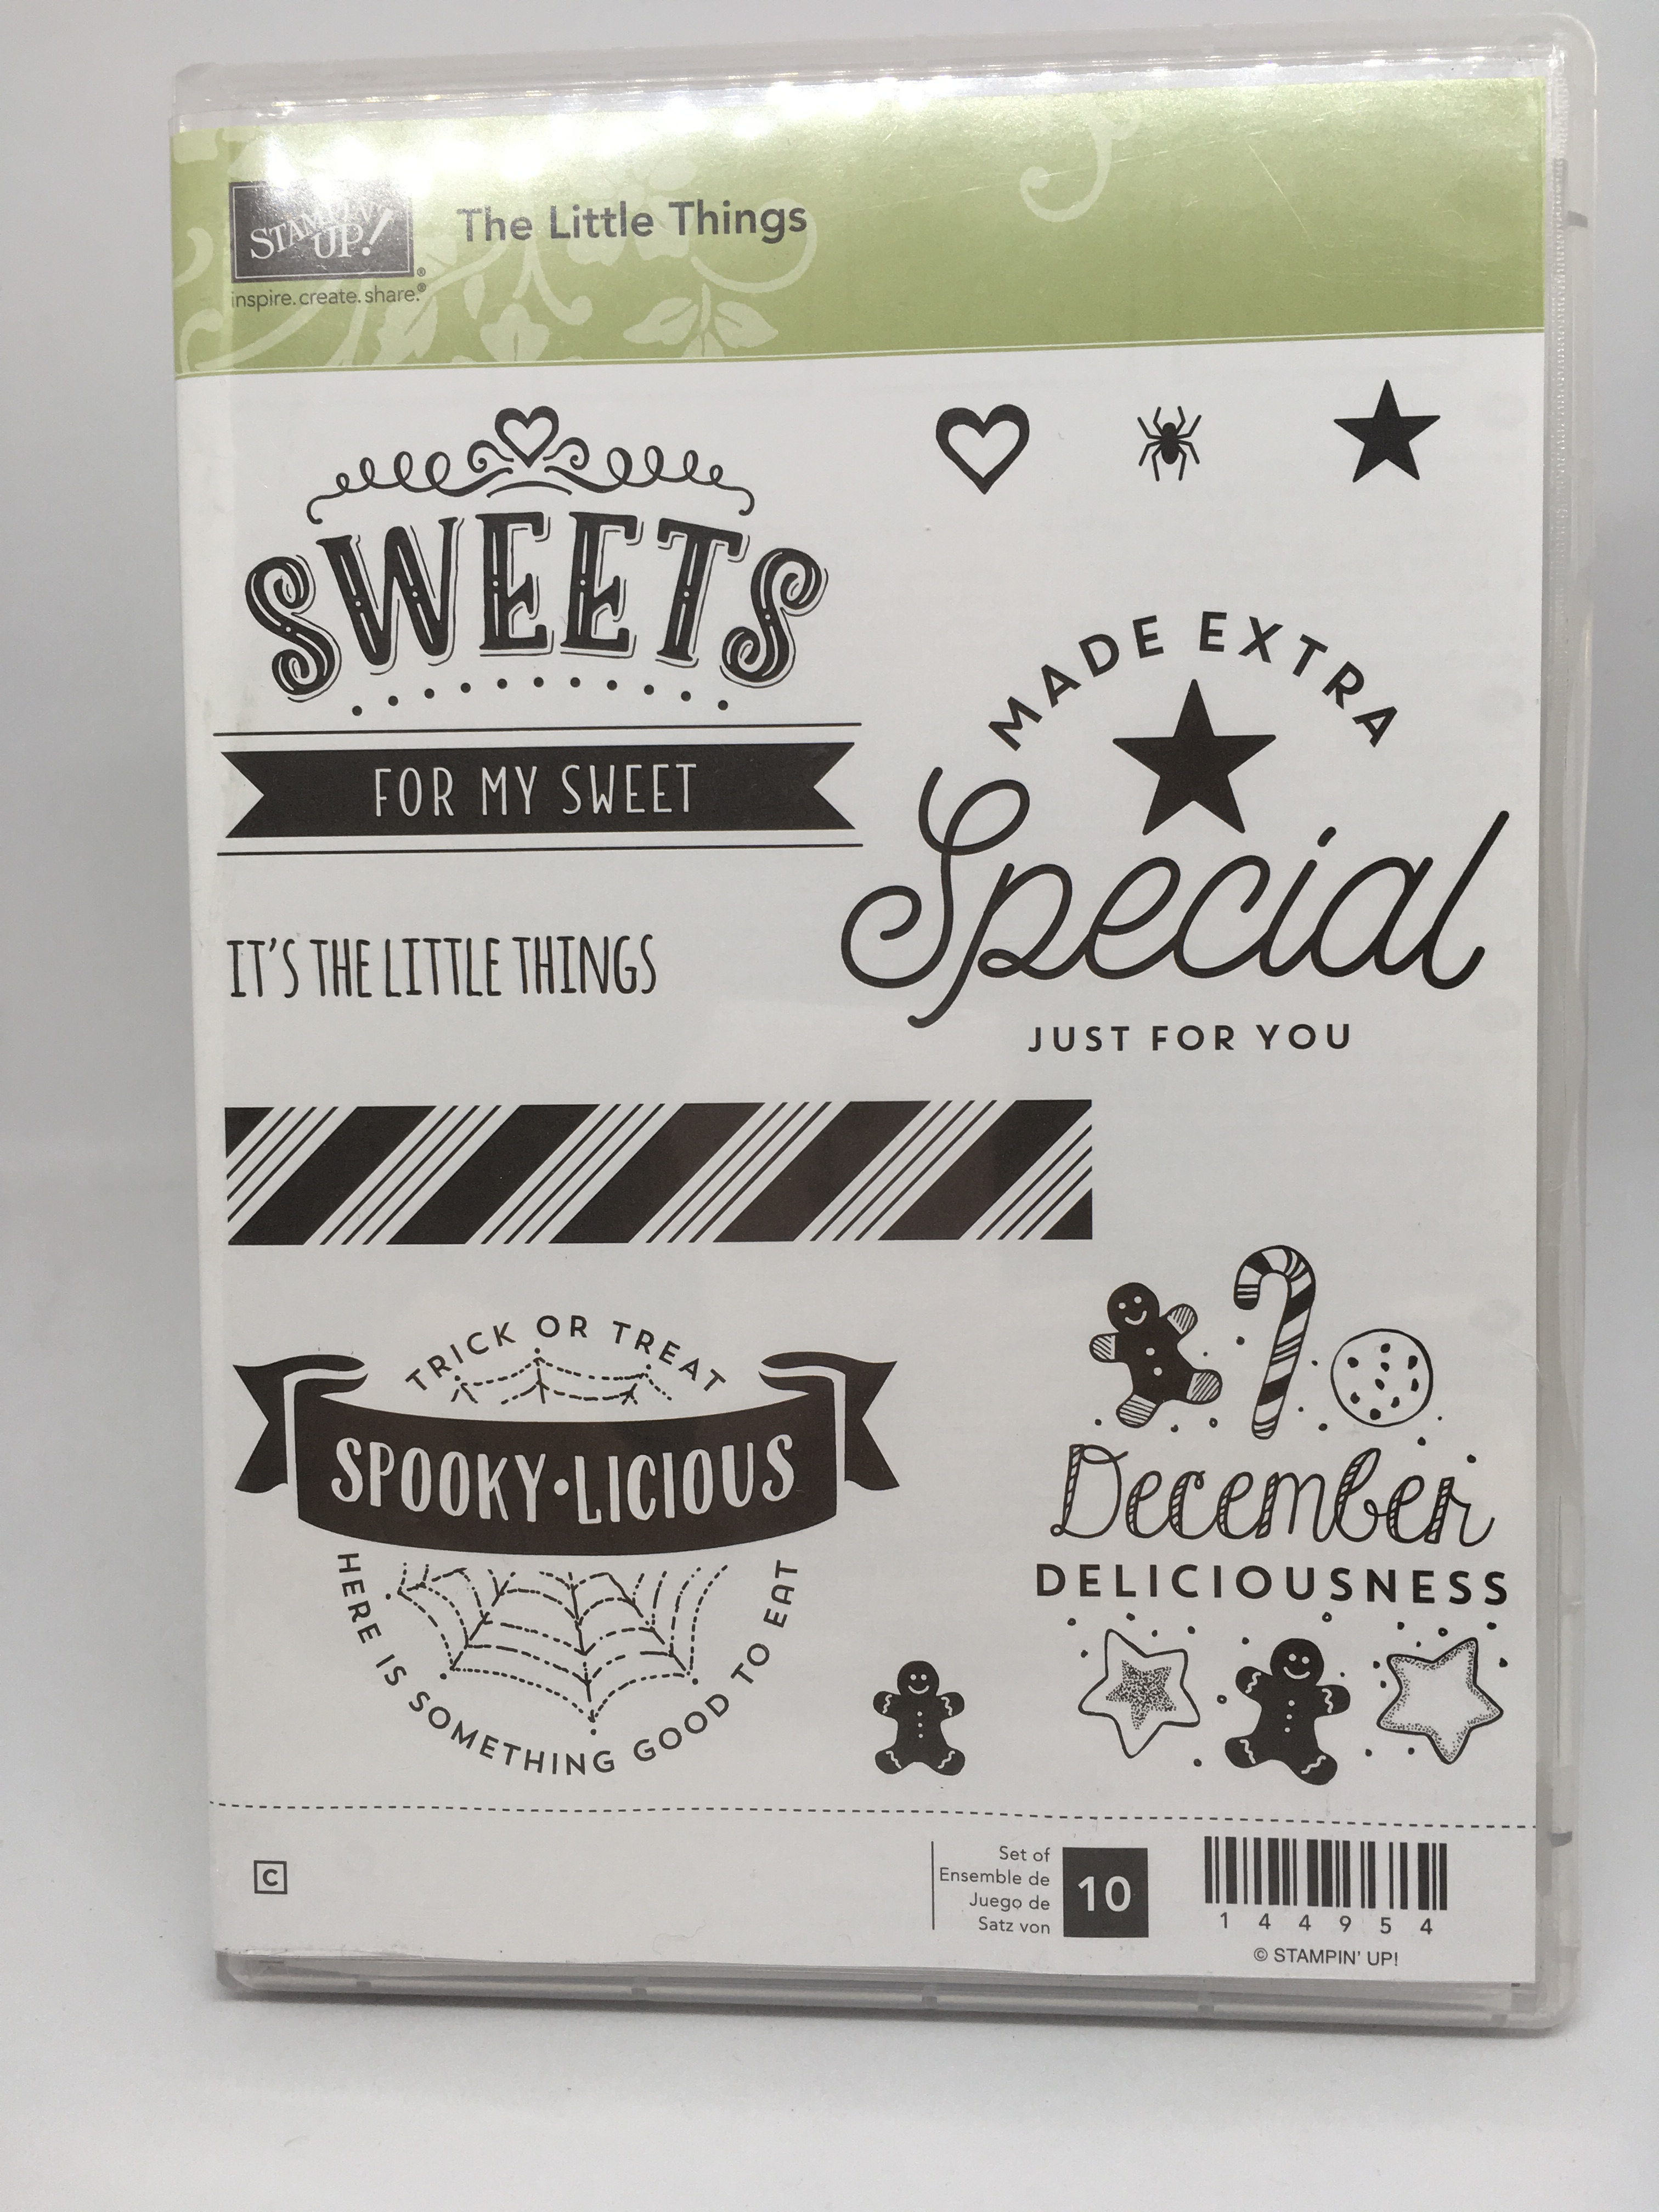 STAMPIN' UP!®
inspire.create.share.®
The Little Things
SWEETS
FOR MY SWEET
MADE EXTRA
Special
JUST FOR YOU
IT'S THE LITTLE THINGS
TRICK OR TREAT
SPOOKY•LICIOUS
HERE IS SOMETHING GOOD TO EAT
December
DELICIOUSNESS
C
Set of
Ensemble de
Juego de
Satz von
10
1 4 4 9 5 4
© STAMPIN' UP!